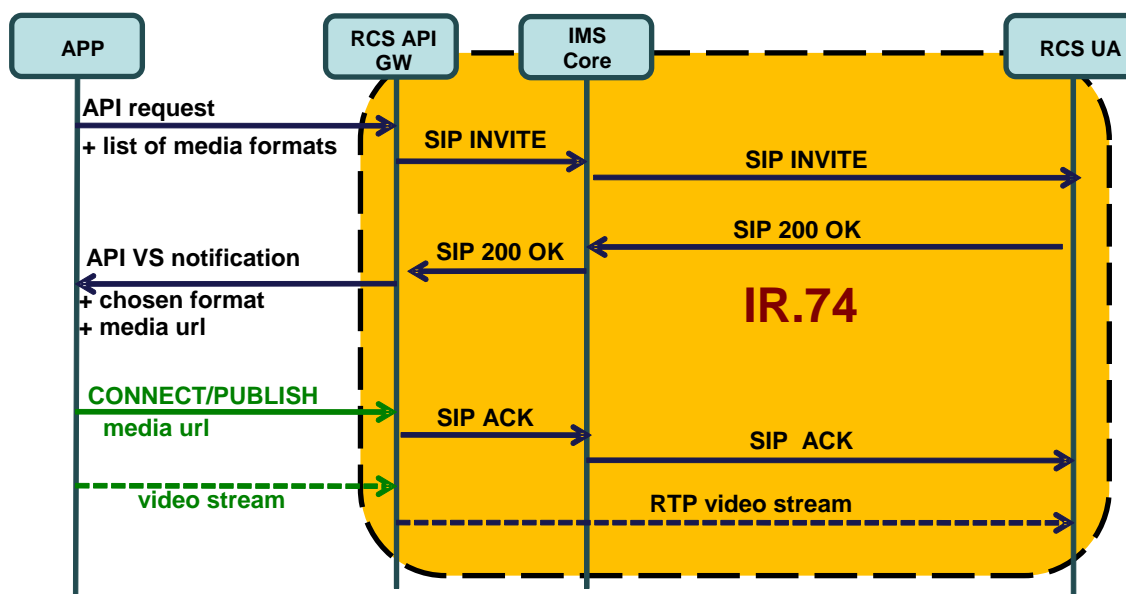 APP
RCS API
GW
IMS
Core
RCS UA
API request
+ list of media formats
SIP INVITE
SIP INVITE
SIP 200 OK
SIP 200 OK
API VS notification
+ chosen format
+ media url
IR.74
CONNECT/PUBLISH
media url
SIP ACK
SIP ACK
video stream
RTP video stream